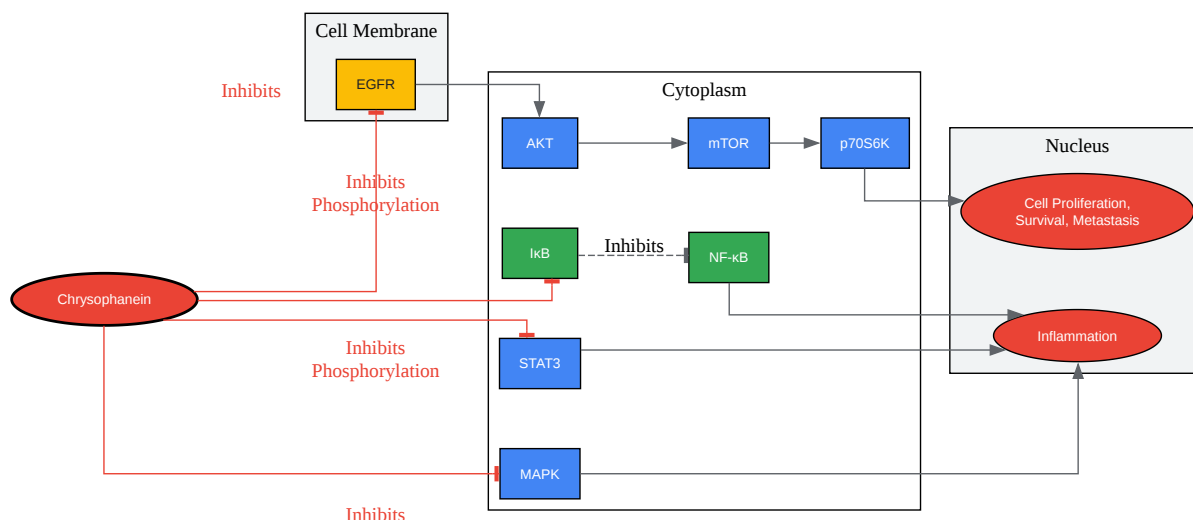 Cell Membrane
EGFR
Inhibits
Cytoplasm
AKT
mTOR
p70S6K
Nucleus
Inhibits
Phosphorylation
Cell Proliferation,
Survival, Metastasis
IκB
Inhibits
NF-κB
Chrysophanein
Inhibits
Phosphorylation
STAT3
Inflammation
MAPK
Inhibits